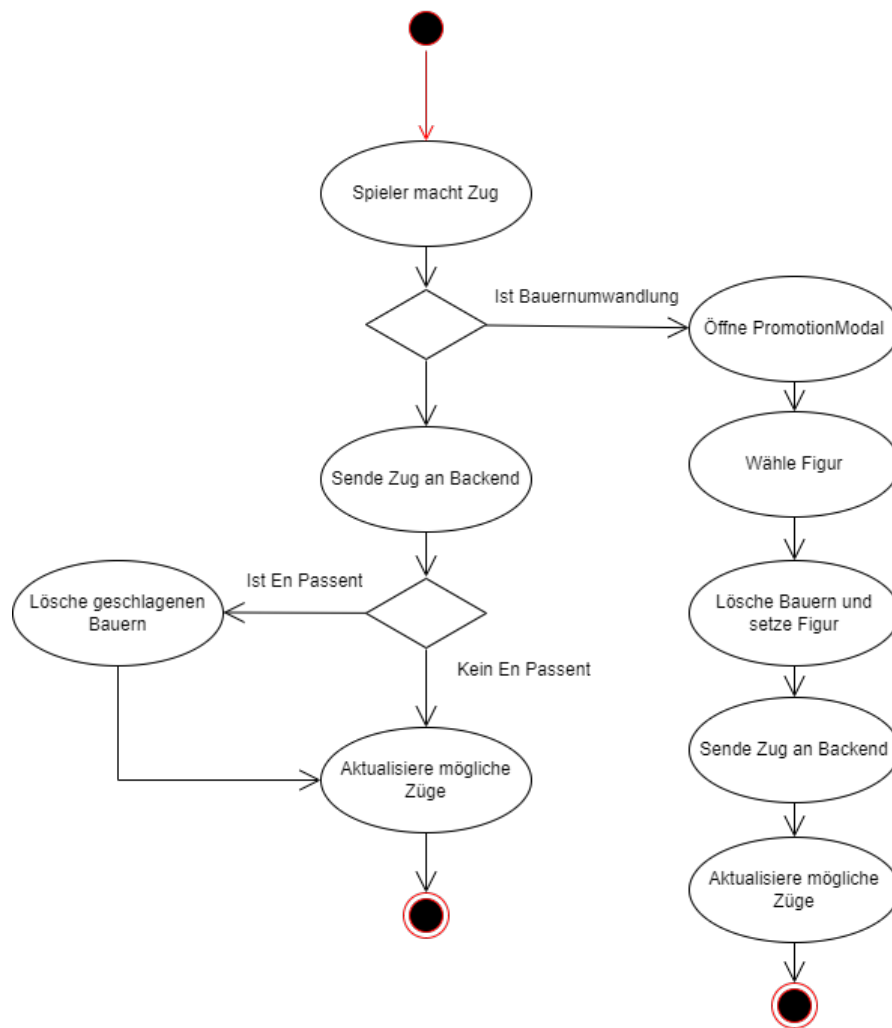 Spieler macht Zug
Ist Bauernumwandlung
Öffne PromotionModal
Wähle Figur
Sende Zug an Backend
Ist En Passent
Lösche geschlagenen
Bauern
Lösche Bauern und
setze Figur
Kein En Passent
Sende Zug an Backend
Aktualisiere mögliche
Züge
Aktualisiere mögliche
Züge